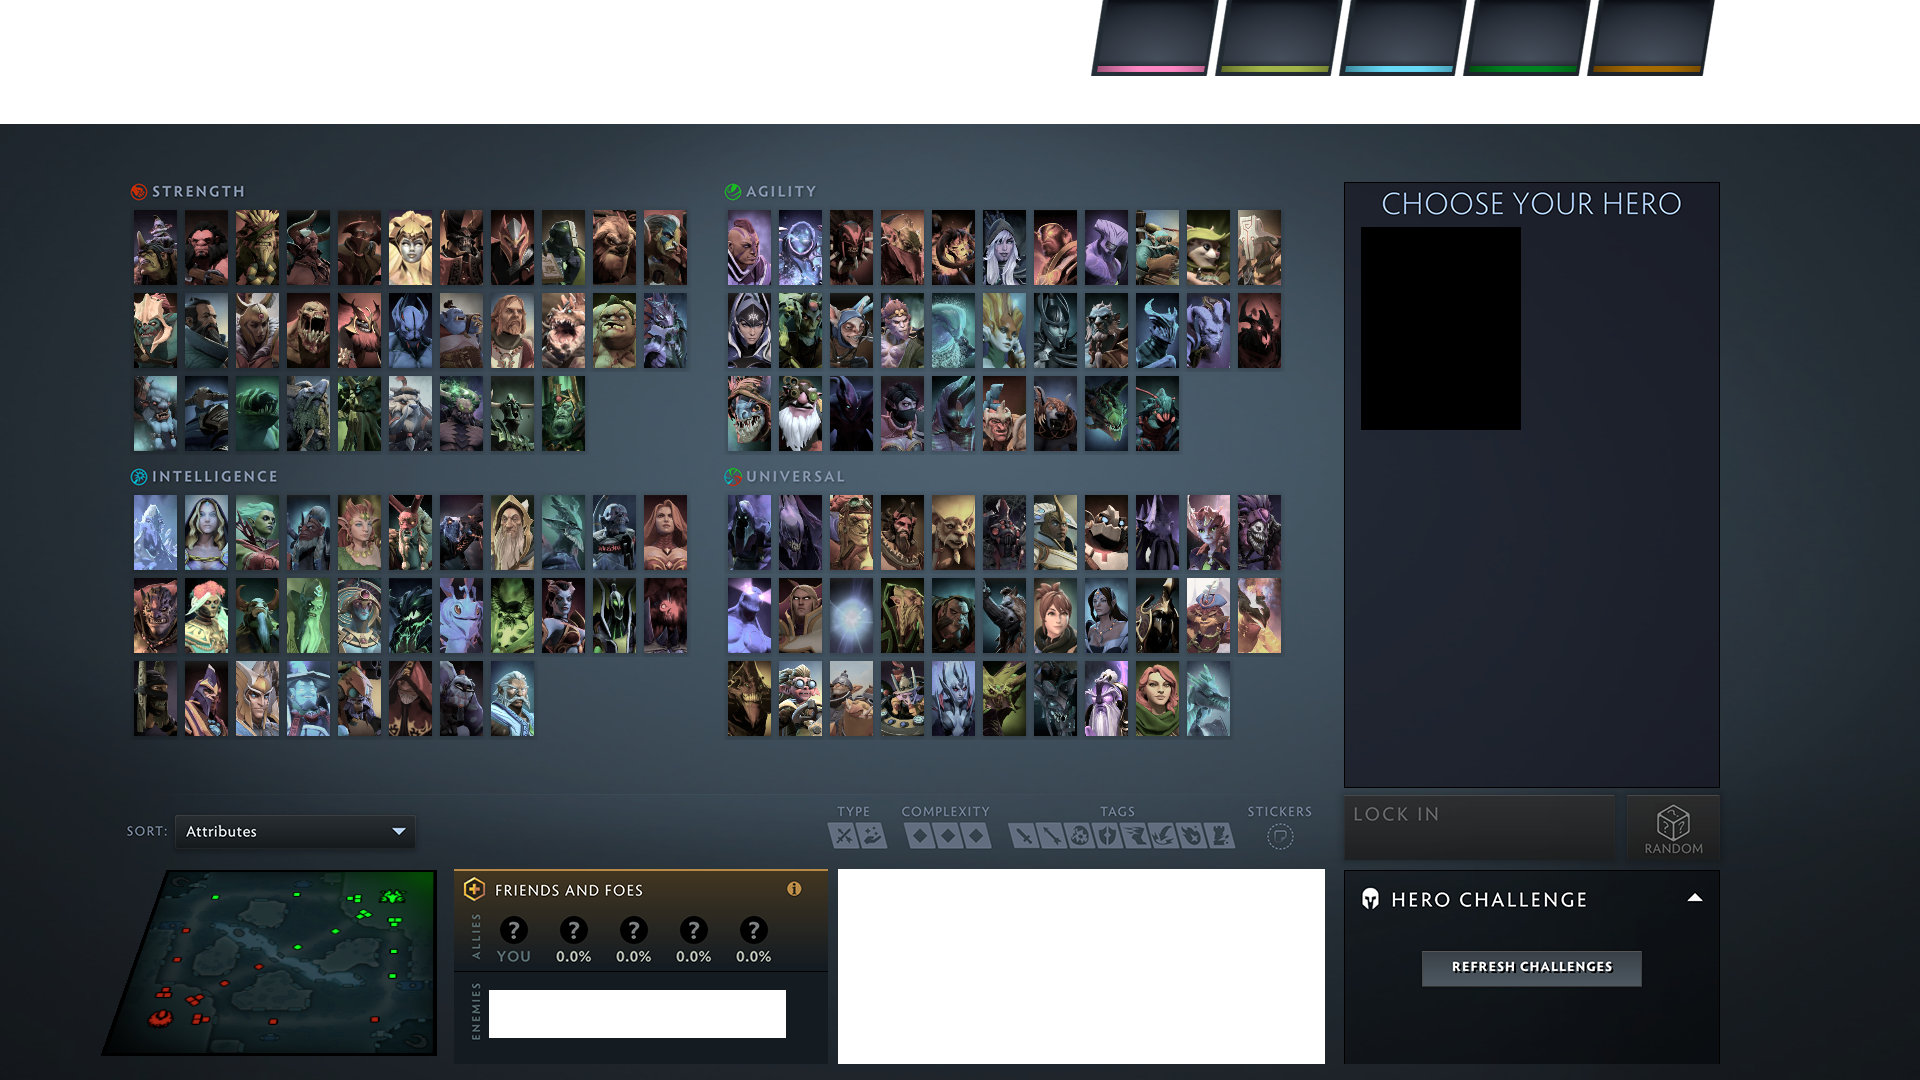 STRENGTH
AGILITY
CHOOSE YOUR HERO
INTELLIGENCE
UNIVERSAL
TYPE
COMPLEXITY
TAGS
STICKERS
SORT:
Attributes
LOCK IN
RANDOM
FRIENDS AND FOES
ALLIES
? ? ? ? ?
YOU 0.0% 0.0% 0.0% 0.0%
ENEMIES
HERO CHALLENGE
REFRESH CHALLENGES